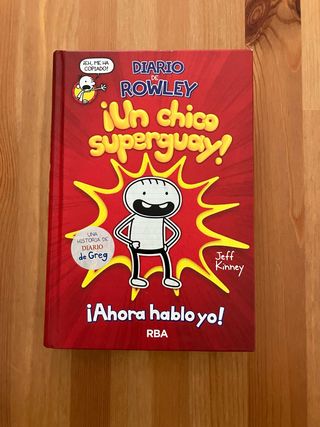 ¡EH, ME HA
COPIADO!
DIARIO
DE
ROWLEY
¡Un chico
superguay!
UNA
HISTORIA DE
DIARIO
de Greg
Jeff
Kinney
¡Ahora hablo yo!
RBA